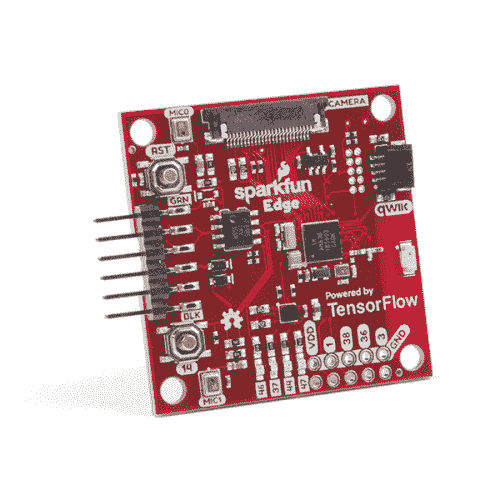 MIC0
CAMERA
RST
GRN
sparkfun
Edge
qwiic
BLK
Powered by
TensorFlow
14
MIC1
46
37
44
47
VDD
1
38
36
3
GND